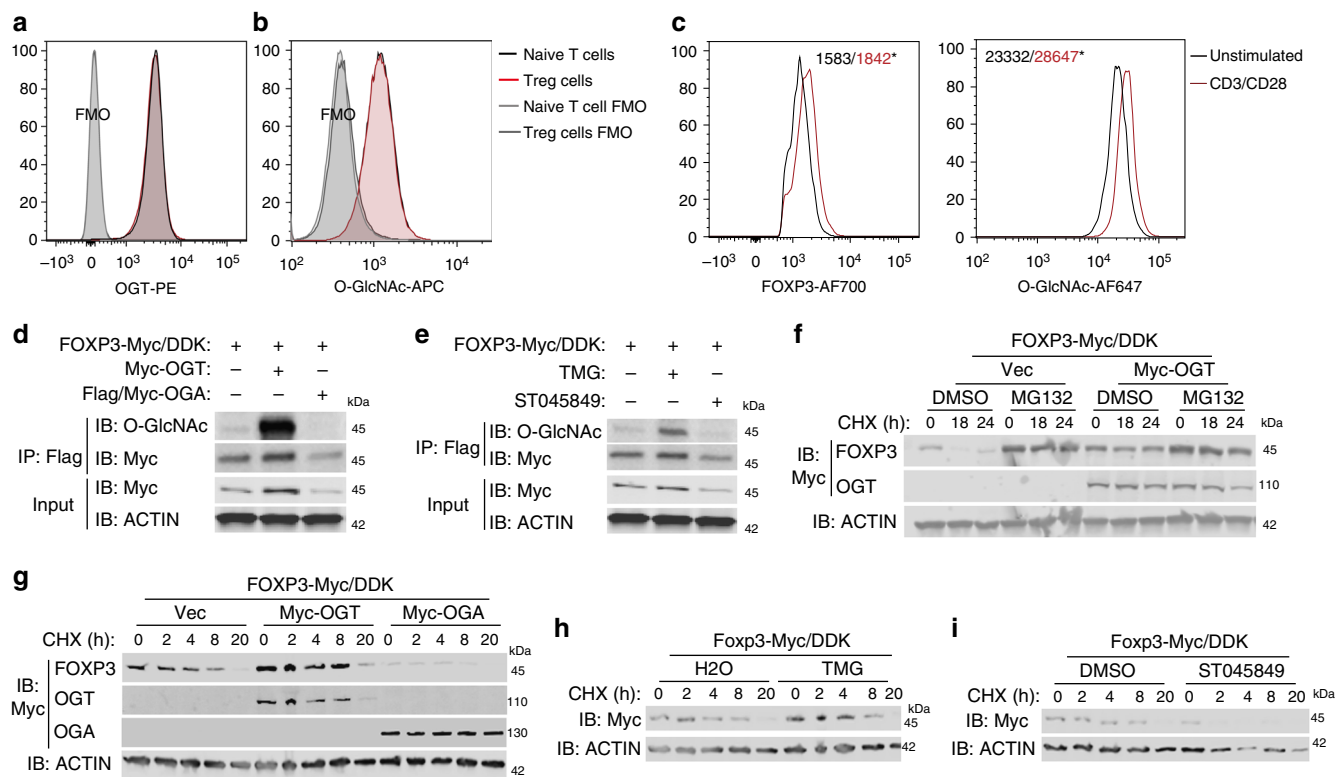 a
100
80
60
40
20
0
FMO
–10³ 0 10³ 10⁴ 10⁵
OGT-PE
b
100
80
60
40
20
0
FMO
10² 10³ 10⁴
O-GlcNAc-APC
Naive T cells
Treg cells
Naive T cell FMO
Treg cells FMO
c
100
80
60
40
20
0
1583/1842*
–10³ 0 10³ 10⁴ 10⁵
FOXP3-AF700
100
80
60
40
20
0
23332/28647*
0 10³ 10⁴ 10⁵
O-GlcNAc-AF647
Unstimulated
CD3/CD28
d
FOXP3-Myc/DDK: + + +
Myc-OGT: – + –
Flag/Myc-OGA: – – +
kDa
IP: Flag
IB: O-GlcNAc 45
IB: Myc 45
Input
IB: Myc 45
IB: ACTIN 42
e
FOXP3-Myc/DDK: + + +
TMG: – + –
ST045849: – – +
kDa
IP: Flag
IB: O-GlcNAc 45
IB: Myc 45
Input
IB: Myc 45
IB: ACTIN 42
f
FOXP3-Myc/DDK
Vec Myc-OGT
DMSO MG132 DMSO MG132
CHX (h): 0 18 24 0 18 24 0 18 24 0 18 24 kDa
IB: Myc
FOXP3 45
OGT 110
IB: ACTIN 42
g
FOXP3-Myc/DDK
Vec Myc-OGT Myc-OGA
CHX (h): 0 2 4 8 20 0 2 4 8 20 0 2 4 8 20
kDa
IB: Myc
FOXP3 45
OGT 110
OGA 130
IB: ACTIN 42
h
Foxp3-Myc/DDK
H2O TMG
CHX (h): 0 2 4 8 20 0 2 4 8 20 kDa
IB: Myc 45
IB: ACTIN 42
i
Foxp3-Myc/DDK
DMSO ST045849
CHX (h): 0 2 4 8 20 0 2 4 8 20 kDa
IB: Myc 45
IB: ACTIN 42